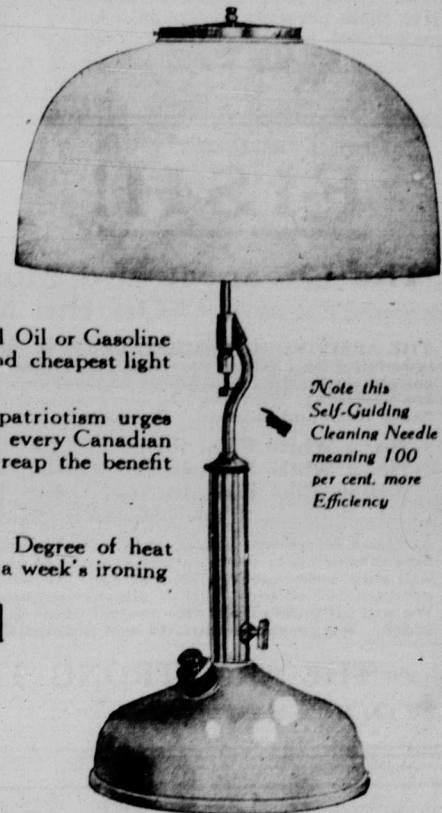 l Oil or Gasoline
od cheapest light
patriotism urges
every Canadian
reap the benefit
Degree of heat
a week's ironing
Note this
Self-Guiding
Cleaning Needle
meaning 100
per cent. more
Efficiency